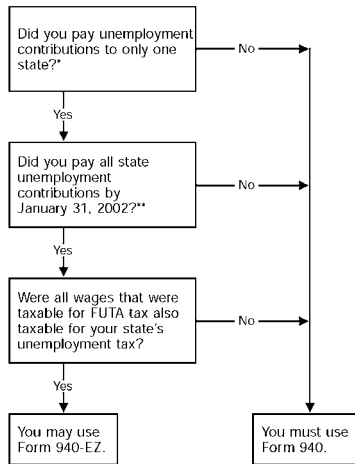 Did you pay unemployment
contributions to only one
state?*
No
Yes
Did you pay all state
unemployment
contributions by
January 31, 2002?**
No
Yes
Were all wages that were
taxable for FUTA tax also
taxable for your state's
unemployment tax?
No
Yes
You may use
Form 940-EZ.
You must use
Form 940.